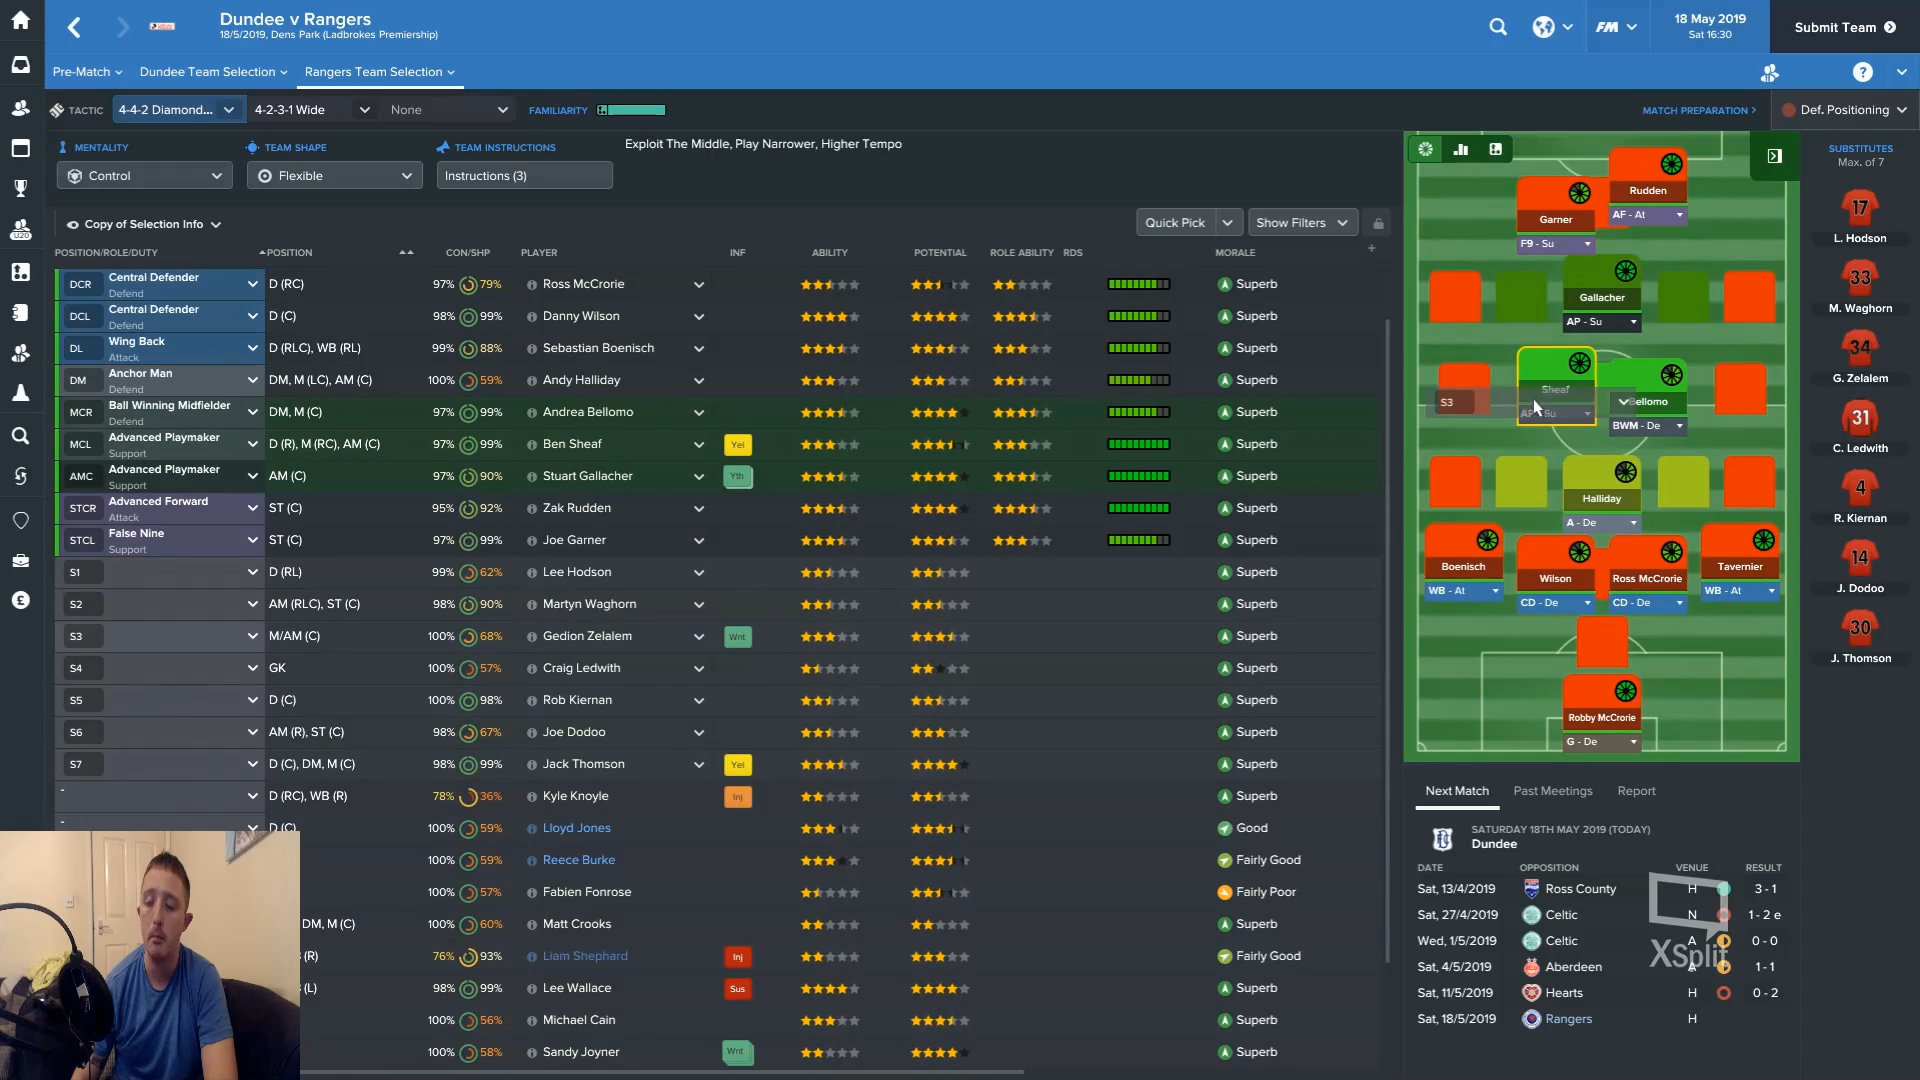 Dundee v Rangers
18/5/2019, Dens Park (Ladbrokes Premiership)
FM
18 May 2019
Sat 16:30
Submit Team
Pre-Match
Dundee Team Selection
Rangers Team Selection
?
TACTIC
4-4-2 Diamond...
4-2-3-1 Wide
None
FAMILIARITY
MATCH PREPARATION >
Def. Positioning
MENTALITY
TEAM SHAPE
TEAM INSTRUCTIONS
Exploit The Middle, Play Narrower, Higher Tempo
Control
Flexible
Instructions (3)
Copy of Selection Info
Quick Pick
Show Filters
POSITION/ROLE/DUTY POSITION CON/SHP PLAYER INF ABILITY POTENTIAL ROLE ABILITY RDS MORALE
DCR Central Defender Defend D (RC) 97% 79% Ross McCrorie Superb
DCL Central Defender Defend D (C) 98% 99% Danny Wilson Superb
DL Wing Back Attack D (RLC), WB (RL) 99% 88% Sebastian Boenisch Superb
DM Anchor Man Defend DM, M (LC), AM (C) 100% 59% Andy Halliday Superb
MCR Ball Winning Midfielder Defend DM, M (C) 97% 99% Andrea Bellomo Superb
MCL Advanced Playmaker Support D (R), M (RC), AM (C) 97% 99% Ben Sheaf Yel Superb
AMC Advanced Playmaker Support AM (C) 97% 90% Stuart Gallacher Yth Superb
STCR Advanced Forward Attack ST (C) 95% 92% Zak Rudden Superb
STCL False Nine Support ST (C) 97% 99% Joe Garner Superb
S1 D (RL) 99% 62% Lee Hodson Superb
S2 AM (RLC), ST (C) 98% 90% Martyn Waghorn Superb
S3 M/AM (C) 100% 68% Gedion Zelalem Wnt Superb
S4 GK 100% 57% Craig Ledwith Superb
S5 D (C) 100% 98% Rob Kiernan Superb
S6 AM (R), ST (C) 98% 67% Joe Dodoo Superb
S7 D (C), DM, M (C) 98% 99% Jack Thomson Yel Superb
- D (RC), WB (R) 78% 36% Kyle Knoyle Inj Superb
- D (C) 100% 59% Lloyd Jones Good
100% 59% Reece Burke Fairly Good
100% 57% Fabien Fonrose Fairly Poor
DM, M (C) 100% 60% Matt Crooks Superb
(R) 76% 93% Liam Shephard Inj Fairly Good
(L) 98% 99% Lee Wallace Sus Superb
100% 56% Michael Cain Superb
100% 58% Sandy Joyner Wnt Superb
Rudden
AF - At
Garner
F9 - Su
Gallacher
AP - Su
S3
Sheaf
AP - Su
Bellomo
BWM - De
Halliday
A - De
Boenisch
WB - At
Wilson
CD - De
Ross McCrorie
CD - De
Tavernier
WB - At
Robby McCrorie
G - De
SUBSTITUTES
Max. of 7
17
L. Hodson
33
M. Waghorn
34
G. Zelalem
31
C. Ledwith
4
R. Kiernan
14
J. Dodoo
30
J. Thomson
Next Match
Past Meetings
Report
SATURDAY 18TH MAY 2019 (TODAY)
Dundee
DATE OPPOSITION VENUE RESULT
Sat, 13/4/2019 Ross County H 3 - 1
Sat, 27/4/2019 Celtic N 1 - 2 e
Wed, 1/5/2019 Celtic A 0 - 0
Sat, 4/5/2019 Aberdeen A 1 - 1
Sat, 11/5/2019 Hearts H 0 - 2
Sat, 18/5/2019 Rangers H
XSplit